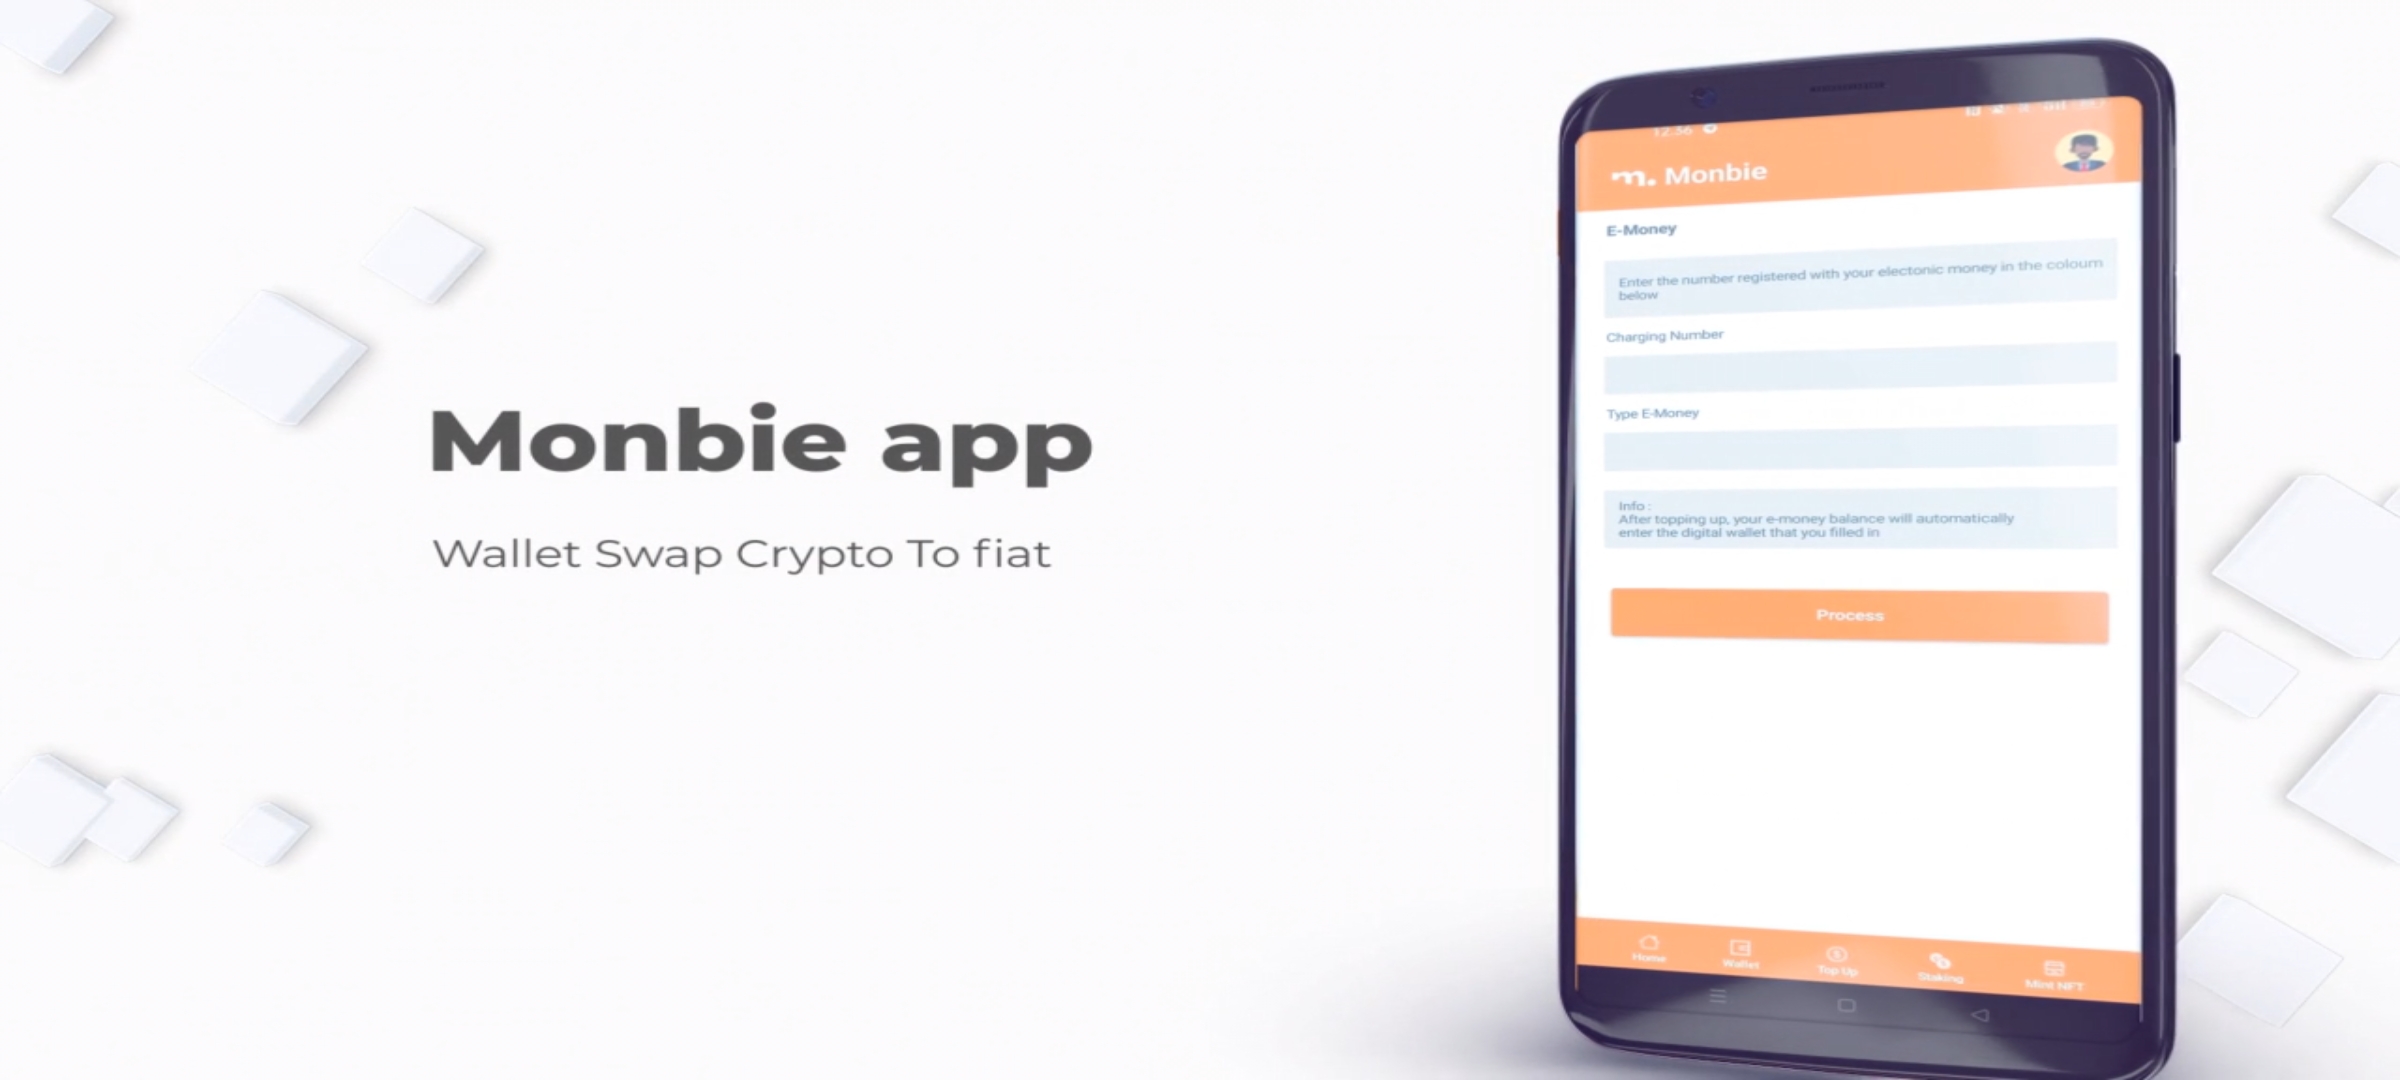 Monbie app
Wallet Swap Crypto To fiat
12.36
m. Monbie
E-Money
Enter the number registered with your electonic money in the coloum
below
Charging Number
Type E-Money
Info :
After topping up, your e-money balance will automatically
enter the digital wallet that you filled in
Process
Home
Wallet
Top Up
Staking
Mint NFT